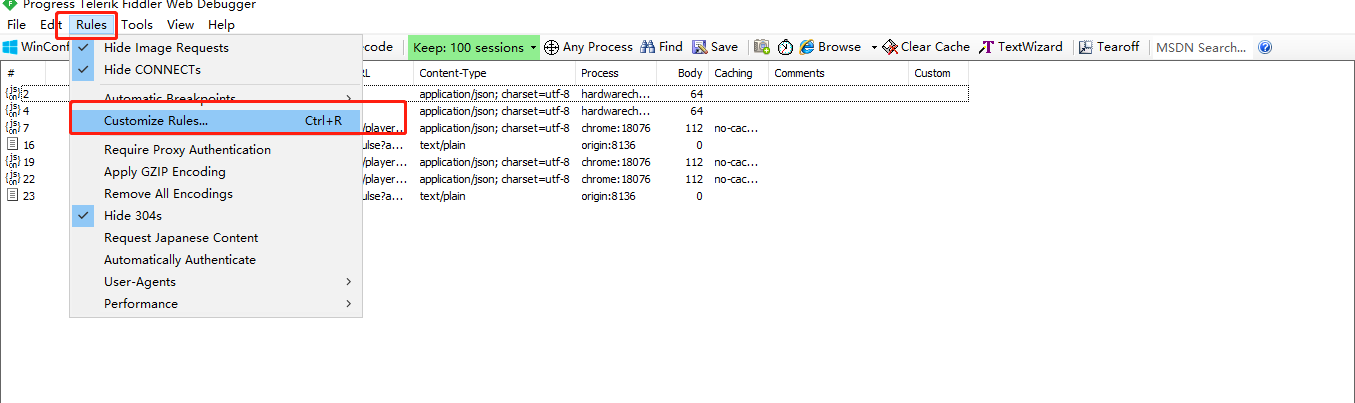 Progress Telerik Fiddler Web Debugger
File Edit Rules Tools View Help
WinConf ecode Keep: 100 sessions Any Process Find Save Browse Clear Cache TextWizard Tearoff MSDN Search...
Hide Image Requests
Hide CONNECTs
Automatic Breakpoints
Customize Rules... Ctrl+R
Require Proxy Authentication
Apply GZIP Encoding
Remove All Encodings
Hide 304s
Request Japanese Content
Automatically Authenticate
User-Agents
Performance
# RL Content-Type Process Body Caching Comments Custom
2 application/json; charset=utf-8 hardwarech... 64
4 application/json; charset=utf-8 hardwarech... 64
7 /player... application/json; charset=utf-8 chrome:18076 112 no-cac...
16 ulse?a... text/plain origin:8136 0
19 /player... application/json; charset=utf-8 chrome:18076 112 no-cac...
22 /player... application/json; charset=utf-8 chrome:18076 112 no-cac...
23 ulse?a... text/plain origin:8136 0